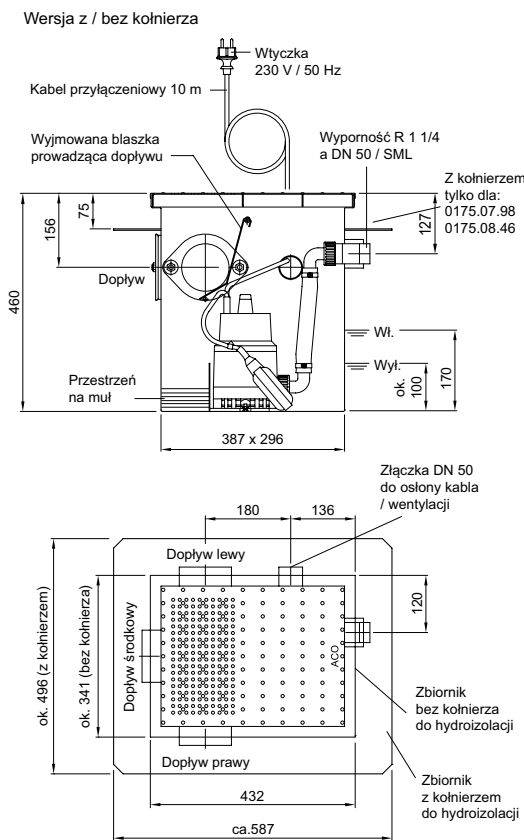 Wersja z / bez kołnierza
Wtyczka
230 V / 50 Hz
Kabel przyłączeniowy 10 m
Wyjmowana blaszka
prowadząca dopływu
Wyporność R 1 1/4
a DN 50 / SML
Z kołnierzem
tylko dla:
0175.07.98
0175.08.46
75
156
460
127
Dopływ
Wł.
Wył.
ok.
100
170
Przestrzeń
na muł
387 x 296
Złączka DN 50
do osłony kabla
/ wentylacji
180
136
Dopływ lewy
ok. 496 (z kołnierzem)
ok. 341 (bez kołnierza)
Dopływ środkowy
120
ACO
Zbiornik
bez kołnierza
do hydroizolacji
Dopływ prawy
Zbiornik
z kołnierzem
do hydroizolacji
432
ca.587